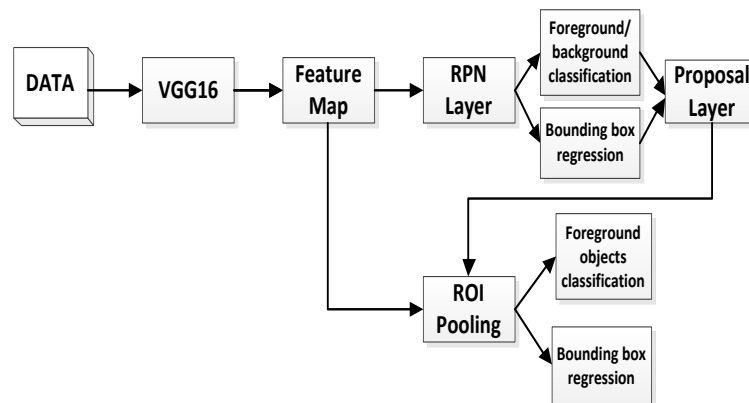 DATA
VGG16
Feature
Map
RPN
Layer
Foreground/
background
classification
Bounding box
regression
Proposal
Layer
ROI
Pooling
Foreground
objects
classification
Bounding box
regression